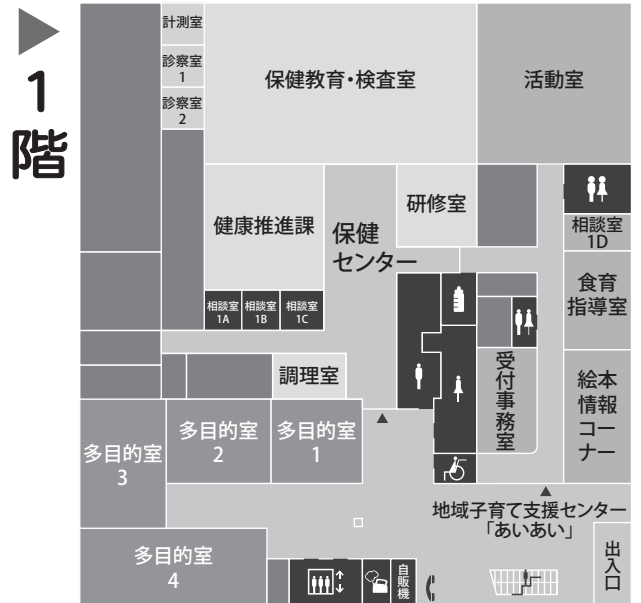 1
階
計測室
診察室
1
診察室
2
保健教育・検査室
活動室
健康推進課
保健
センター
研修室
相談室
1D
相談室
1A
相談室
1B
相談室
1C
食育
指導室
調理室
受付事務室
絵本
情報
コー
ナー
多目的室
3
多目的室
2
多目的室
1
地域子育て支援センター
「あいあい」
多目的室
4
自販機
出入口